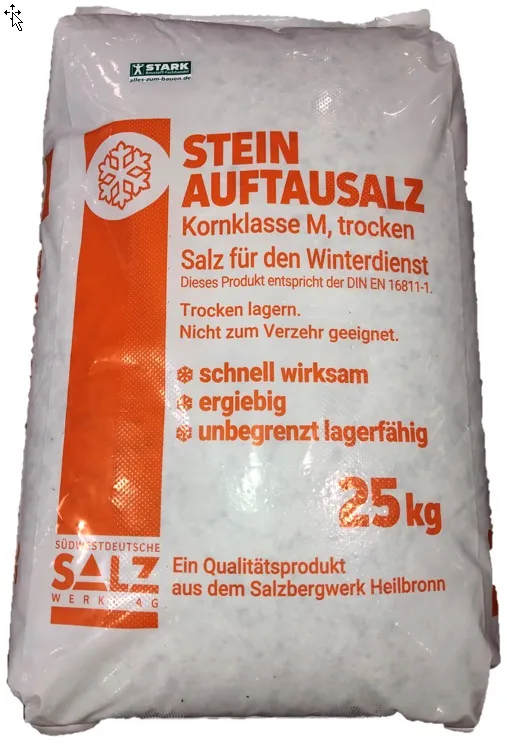 STARK
Baustoff-Fachhandel
alles-zum-bauen.de
STEIN
AUFTAUSALZ
Kornklasse M, trocken
Salz für den Winterdienst
Dieses Produkt entspricht der DIN EN 16811-1.
Trocken lagern.
Nicht zum Verzehr geeignet.
schnell wirksam
ergiebig
unbegrenzt lagerfähig
25 kg
SÜDWESTDEUTSCHE
SALZ
WERKE AG
Ein Qualitätsprodukt
aus dem Salzbergwerk Heilbronn